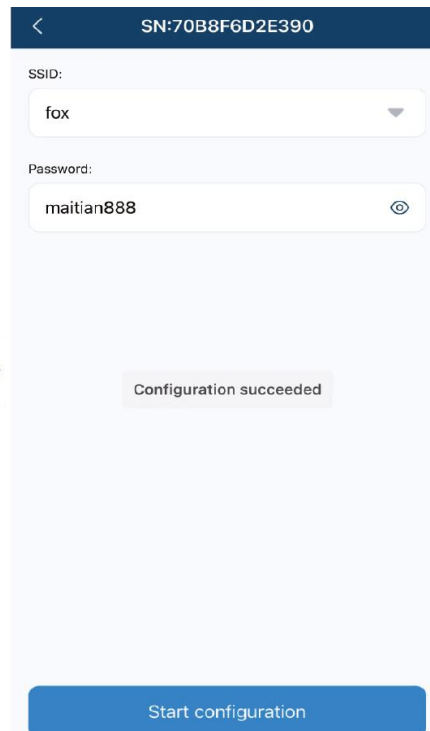 SN:70B8F6D2E390
SSID:
fox
Password:
maitian888
Configuration succeeded
Start configuration